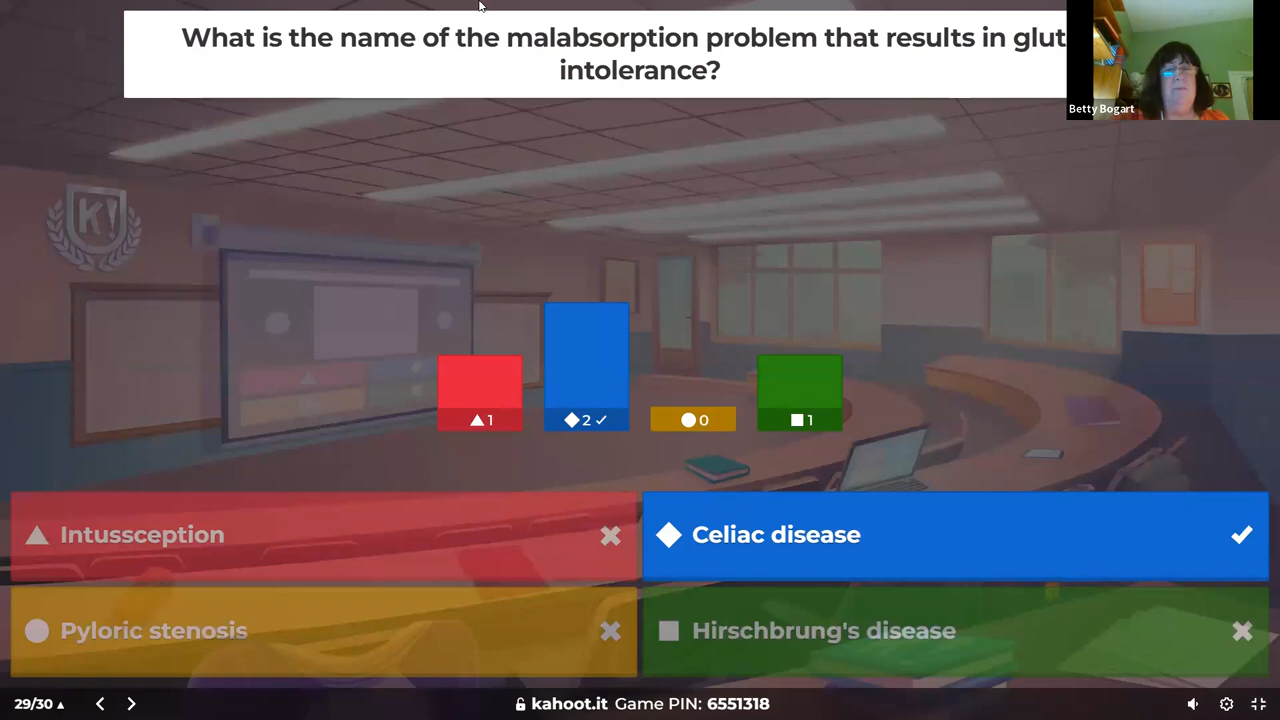 What is the name of the malabsorption problem that results in
intolerance?
Betty Bogart
K!
1
2
0
1
Intussception
Celiac disease
Pyloric stenosis
Hirschbrung's disease
29/30
kahoot.it Game PIN: 6551318